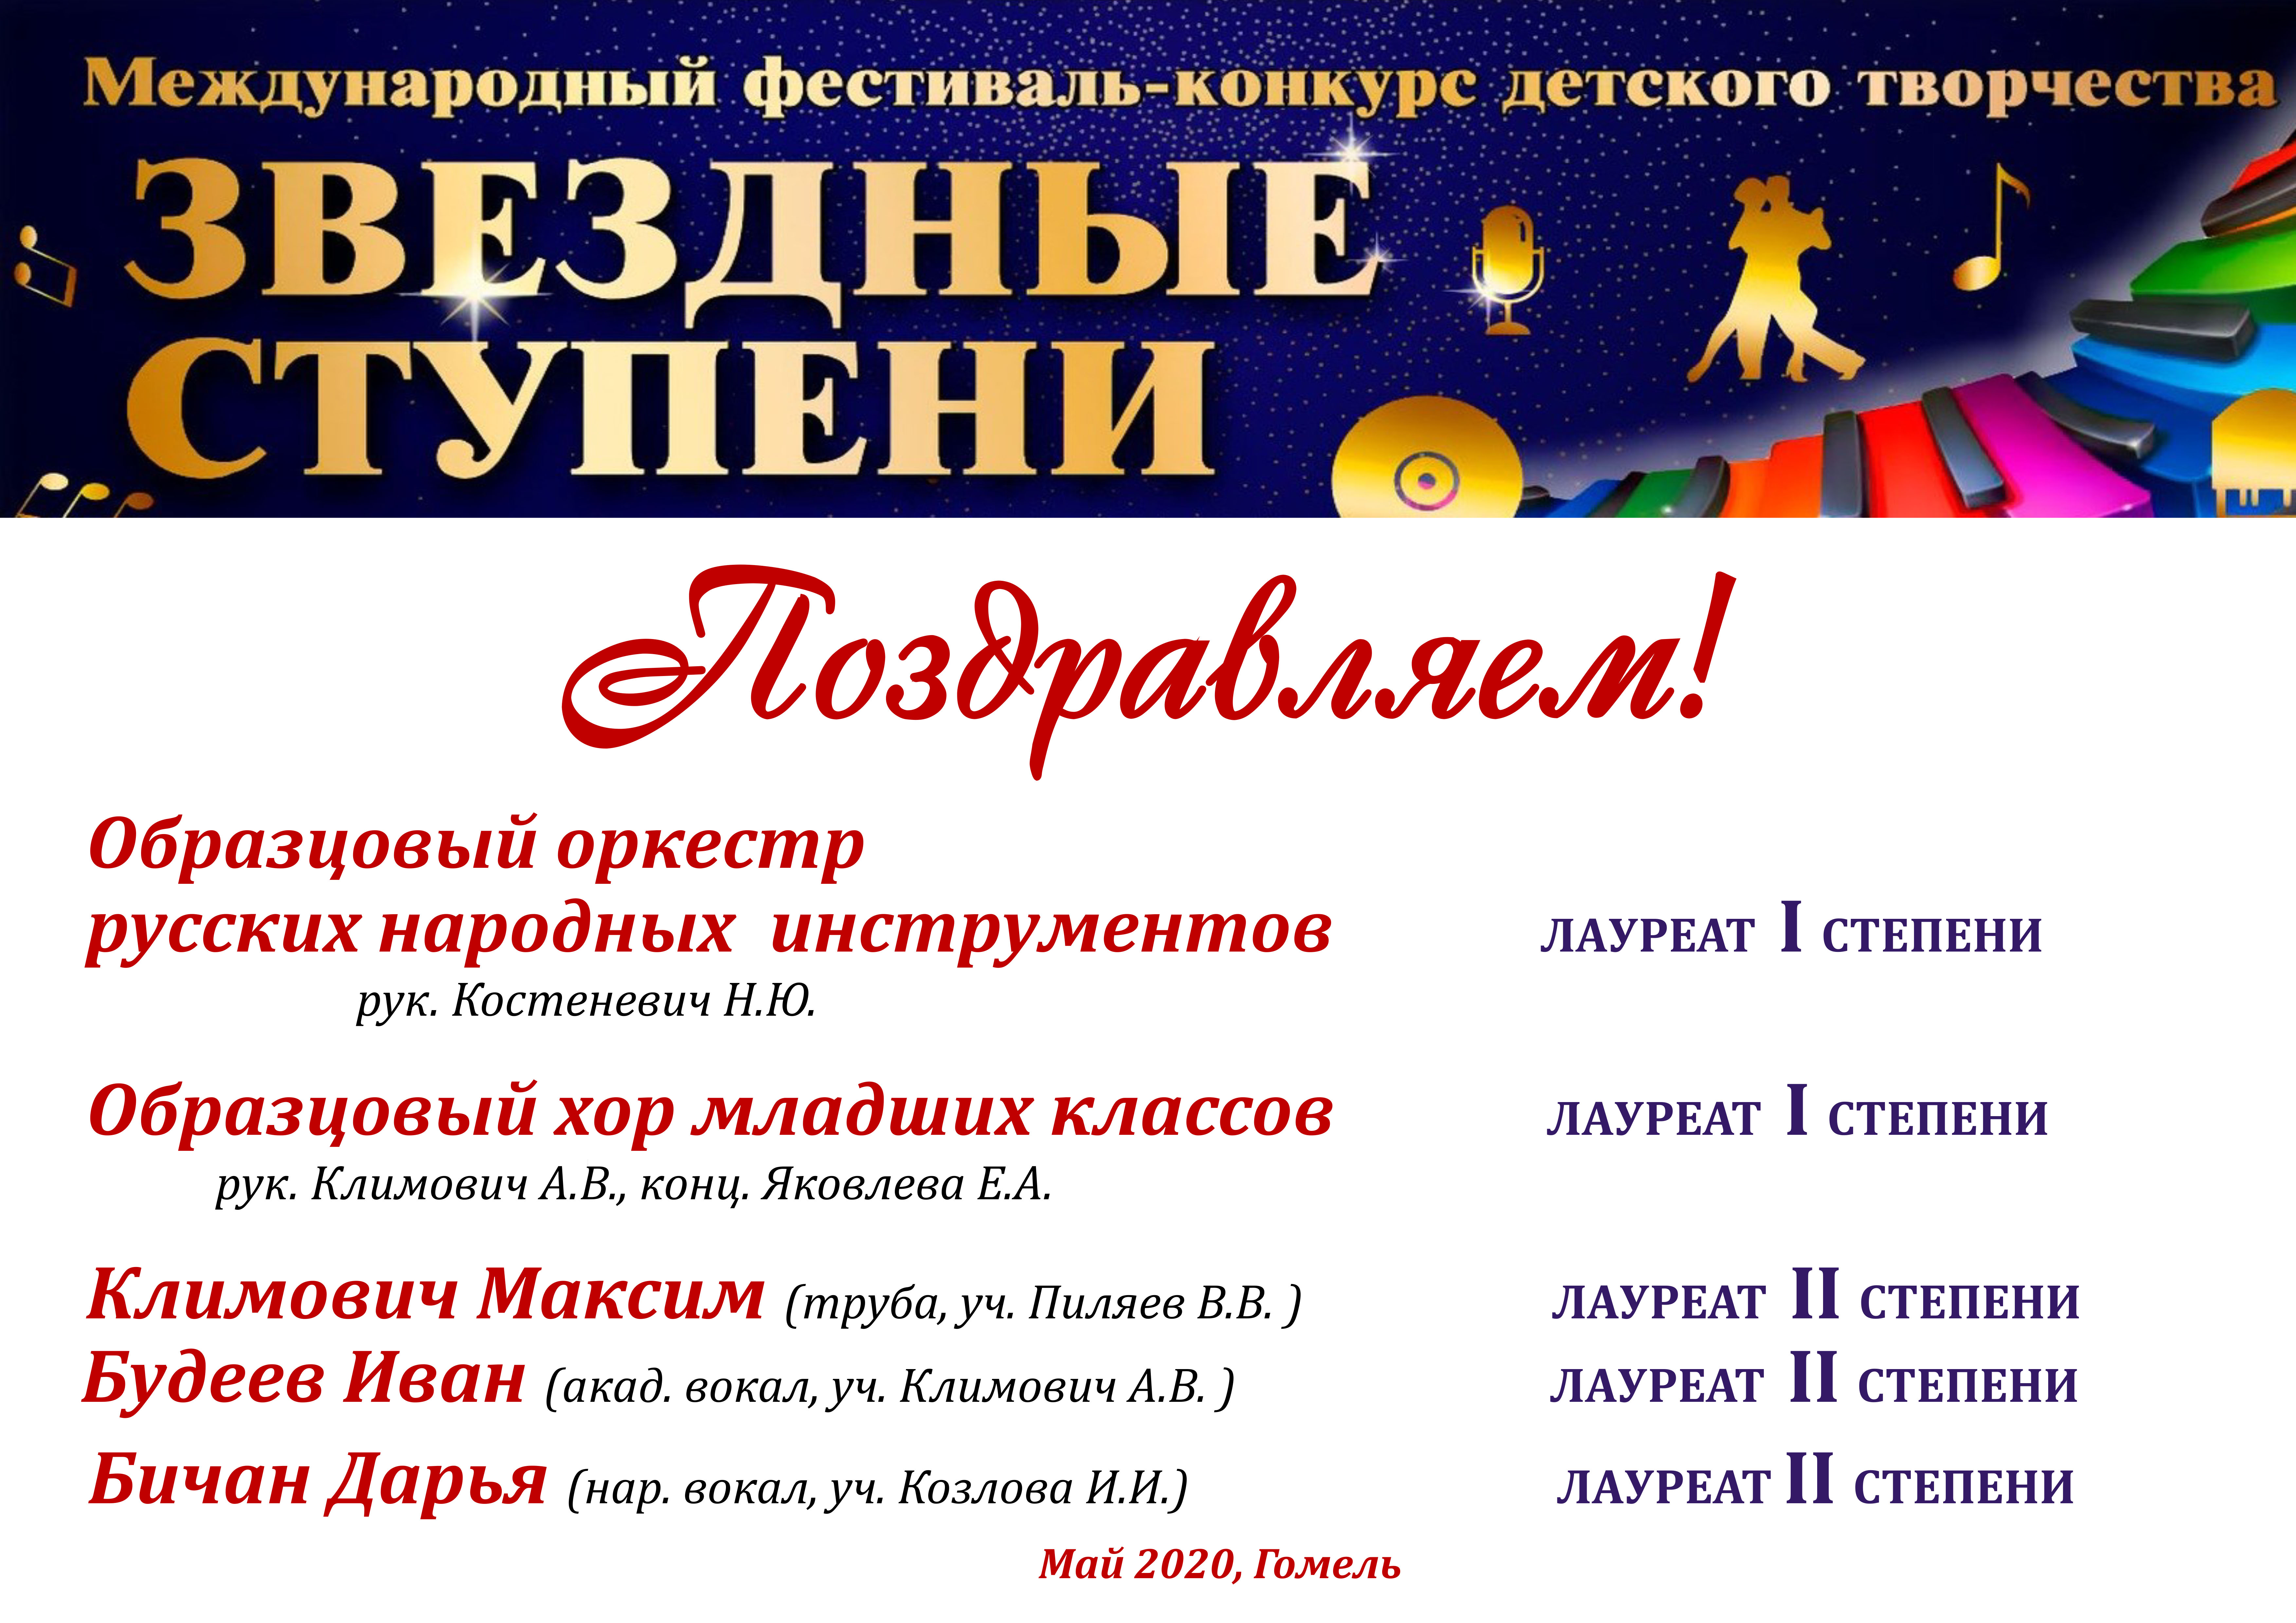 Международный фестиваль-конкурс детского творчества
ЗВЕЗДНЫЕ
СТУПЕНИ
Поздравляем!
Образцовый оркестр
русских народных инструментов ЛАУРЕАТ I СТЕПЕНИ
рук. Костеневич Н.Ю.
Образцовый хор младших классов ЛАУРЕАТ I СТЕПЕНИ
рук. Климович А.В., конц. Яковлева Е.А.
Климович Максим (труба, уч. Пиляев В.В. ) ЛАУРЕАТ II СТЕПЕНИ
Будеев Иван (акад. вокал, уч. Климович А.В. ) ЛАУРЕАТ II СТЕПЕНИ
Бичан Дарья (нар. вокал, уч. Козлова И.И.) ЛАУРЕАТ II СТЕПЕНИ
Май 2020, Гомель